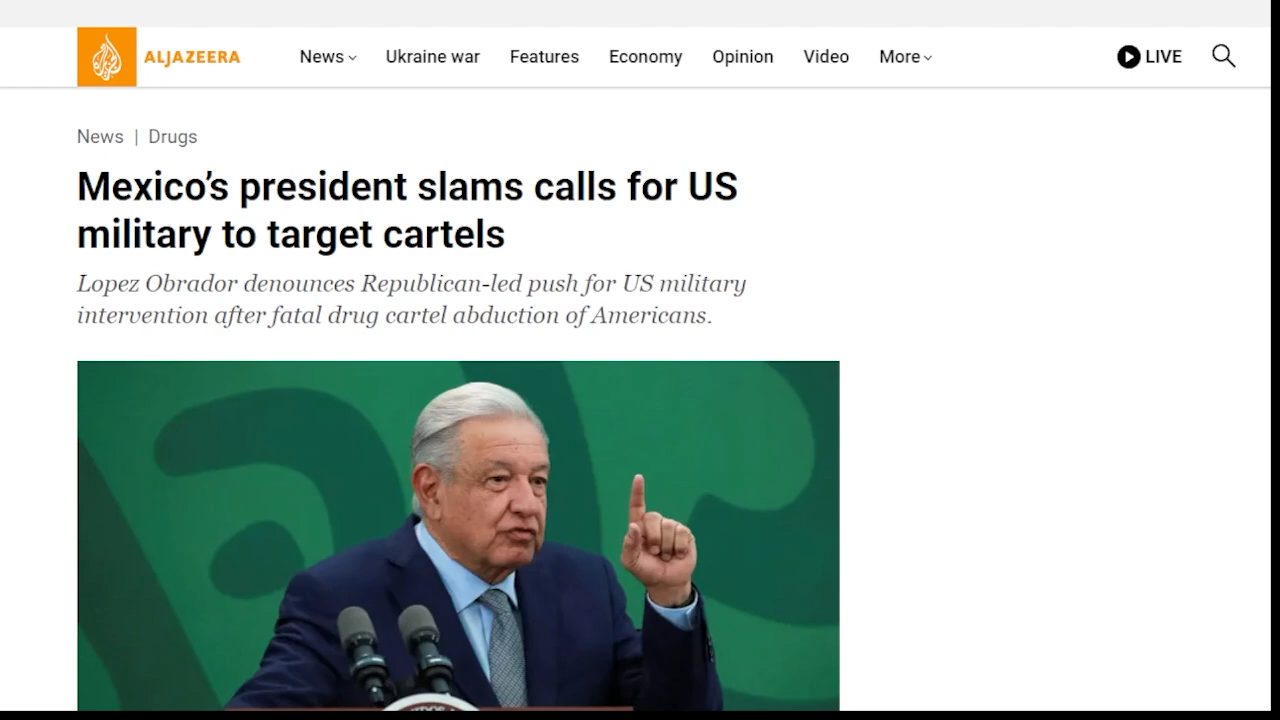 ALJAZEERA
News
Ukraine war
Features
Economy
Opinion
Video
More
LIVE
News | Drugs
Mexico’s president slams calls for US
military to target cartels
Lopez Obrador denounces Republican-led push for US military
intervention after fatal drug cartel abduction of Americans.